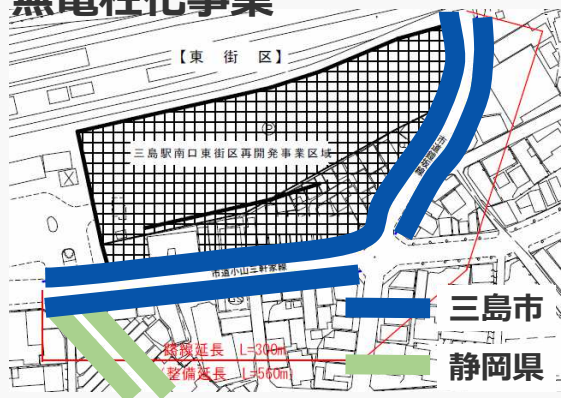 無電柱化事業
【東 街 区】
三島駅南口東街区再開発事業区域
市道小山三軒家線
三島市
路線延長 L=300m
整備延長 L=560m
静岡県